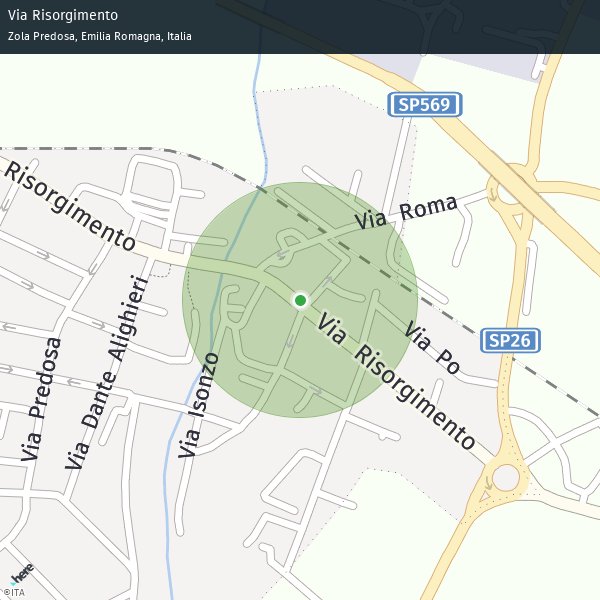 Via Risorgimento
Zola Predosa, Emilia Romagna, Italia
SP569
Risorgimento
Via Roma
Via Dante Alighieri
Via Risorgimento
Via Po
SP26
Via Predosa
Via Isonzo
here
©ITA